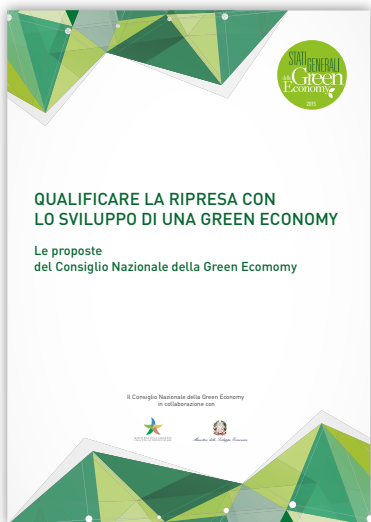 STATI GENERALI
della Green
Economy
2015
QUALIFICARE LA RIPRESA CON
LO SVILUPPO DI UNA GREEN ECONOMY
Le proposte
del Consiglio Nazionale della Green Ecomomy
Il Consiglio Nazionale della Green Economy
in collaborazione con
Ministero dello Sviluppo Economico